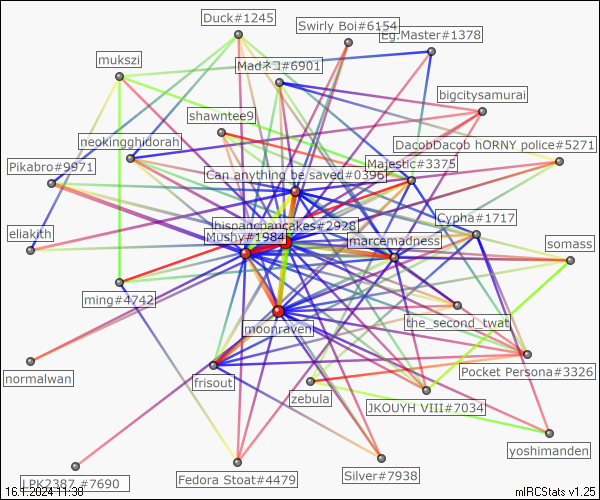 Duck#1245
Swirly Boi#6154
Eg.Master#1378
mukszi
Madネコ#6901
bigcitysamurai
shawntee9
neokingghidorah
DacobDacob hORNY police#5271
Pikabro#9971
Majestic#3375
Can anything be saved#0396
hispanicpancakes#2928
Cypha#1717
eliakith
Mushy#1984
marcemadness
somass
ming#4742
the_second_twat
moonraven
normalwan
frisout
Pocket Persona#3326
zebula
JKOUYH VIII#7034
yoshimanden
LPK2387 #7690
Fedora Stoat#4479
Silver#7938
16.1.2024 11:38
mIRCStats v1.25